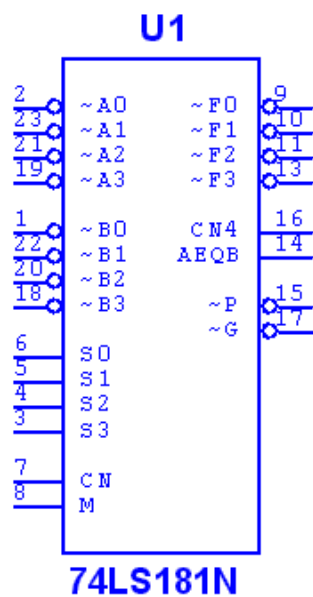 U1
2 ~A0 ~F0 9
23 ~A1 ~F1 10
21 ~A2 ~F2 11
19 ~A3 ~F3 13
1 ~B0 CN4 16
22 ~B1 AEQB 14
20 ~B2
18 ~B3 ~P 15
~G 17
6 S0
5 S1
4 S2
3 S3
7 CN
8 M
74LS181N